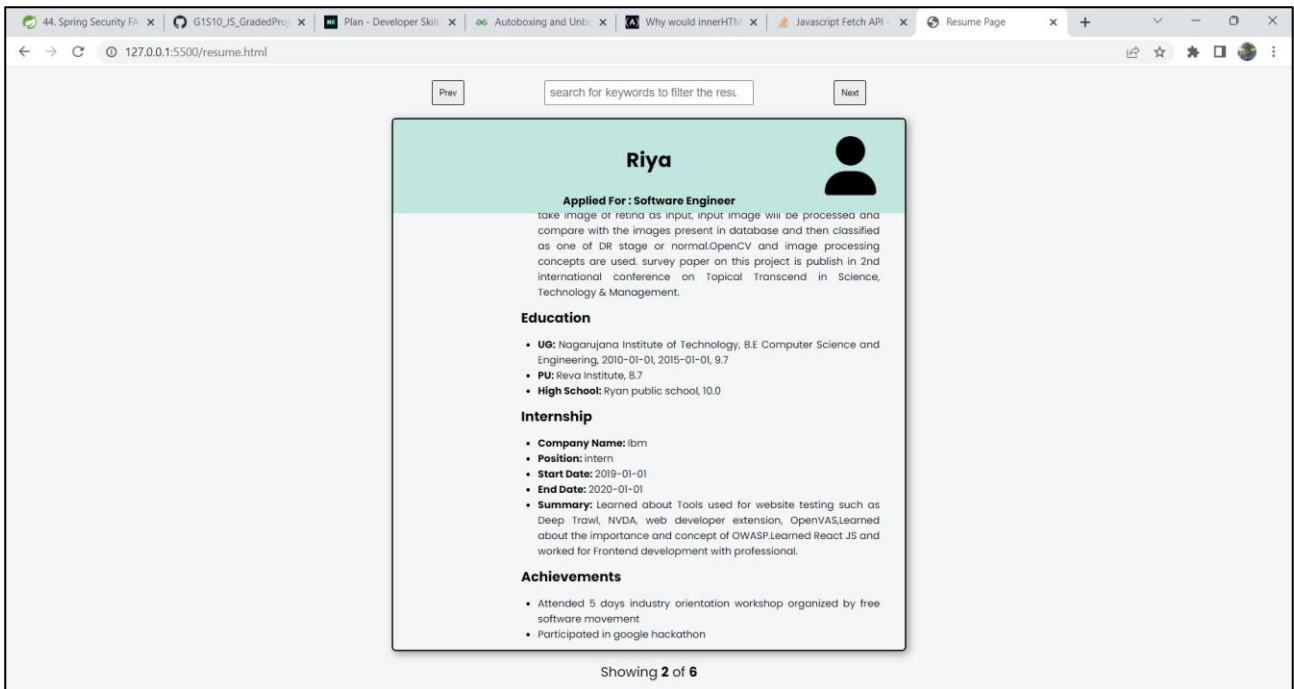 44. Spring Security FA
G1S10_JS_GradedProj
Plan - Developer Skill
Autoboxing and Unbo
Why would innerHTM
Javascript Fetch API -
Resume Page
127.0.0.1:5500/resume.html
Prev
search for keywords to filter the resu
Next
Riya
Applied For : Software Engineer
take image of retina as input, input image will be processed and
compare with the images present in database and then classified
as one of DR stage or normal.OpenCV and image processing
concepts are used. survey paper on this project is publish in 2nd
international conference on Topical Transcend in Science,
Technology & Management.
Education
• UG: Nagarujana Institute of Technology, B.E Computer Science and
Engineering, 2010-01-01, 2015-01-01, 9.7
• PU: Reva Institute, 8.7
• High School: Ryan public school, 10.0
Internship
• Company Name: Ibm
• Position: intern
• Start Date: 2019-01-01
• End Date: 2020-01-01
• Summary: Learned about Tools used for website testing such as
Deep Trawl, NVDA, web developer extension, OpenVAS,Learned
about the importance and concept of OWASP.Learned React JS and
worked for Frontend development with professional.
Achievements
• Attended 5 days industry orientation workshop organized by free
software movement
• Participated in google hackathon
Showing 2 of 6